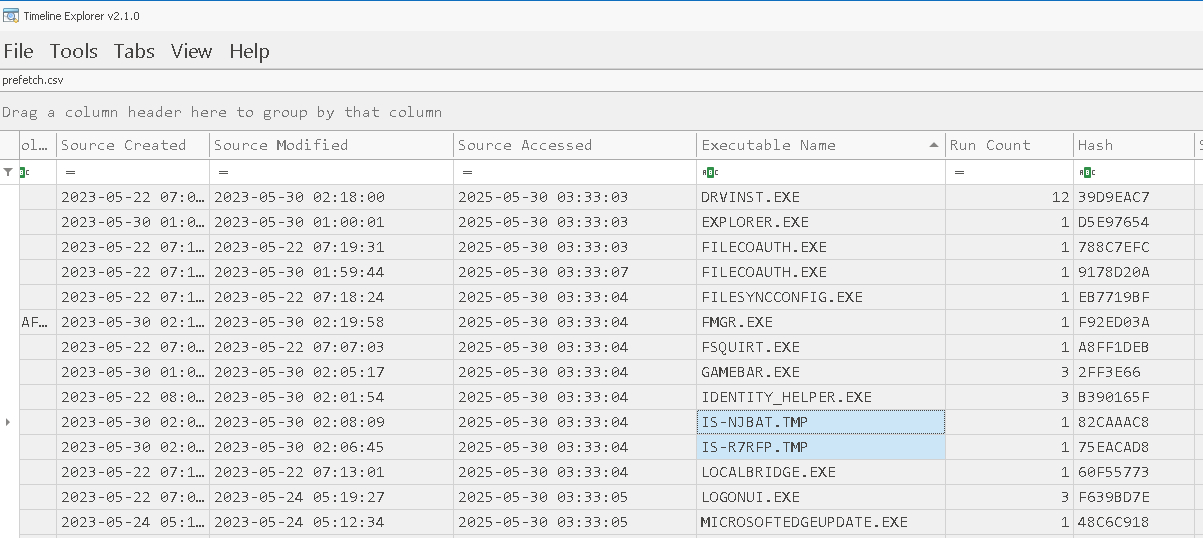 Timeline Explorer v2.1.0
File Tools Tabs View Help
prefetch.csv
Drag a column header here to group by that column
ol… Source Created Source Modified Source Accessed Executable Name Run Count Hash S
= = = ABC = ABC
2023-05-22 07:0… 2023-05-30 02:18:00 2025-05-30 03:33:03 DRVINST.EXE 12 39D9EAC7
2023-05-30 01:0… 2023-05-30 01:00:01 2025-05-30 03:33:03 EXPLORER.EXE 1 D5E97654
2023-05-22 07:1… 2023-05-22 07:19:31 2025-05-30 03:33:03 FILECOAUTH.EXE 1 788C7EFC
2023-05-22 07:1… 2023-05-30 01:59:44 2025-05-30 03:33:07 FILECOAUTH.EXE 1 9178D20A
2023-05-22 07:1… 2023-05-22 07:18:24 2025-05-30 03:33:04 FILESYNCCONFIG.EXE 1 EB7719BF
AF… 2023-05-30 02:1… 2023-05-30 02:19:58 2025-05-30 03:33:04 FMGR.EXE 1 F92ED03A
2023-05-22 07:0… 2023-05-22 07:07:03 2025-05-30 03:33:04 FSQUIRT.EXE 1 A8FF1DEB
2023-05-30 01:0… 2023-05-30 02:05:17 2025-05-30 03:33:04 GAMEBAR.EXE 3 2FF3E66
2023-05-22 08:0… 2023-05-30 02:01:54 2025-05-30 03:33:04 IDENTITY_HELPER.EXE 3 B390165F
2023-05-30 02:0… 2023-05-30 02:08:09 2025-05-30 03:33:04 IS-NJBAT.TMP 1 82CAAAC8
2023-05-30 02:0… 2023-05-30 02:06:45 2025-05-30 03:33:04 IS-R7RFP.TMP 1 75EACAD8
2023-05-22 07:1… 2023-05-22 07:13:01 2025-05-30 03:33:04 LOCALBRIDGE.EXE 1 60F55773
2023-05-22 07:0… 2023-05-24 05:19:27 2025-05-30 03:33:05 LOGONUI.EXE 3 F639BD7E
2023-05-24 05:1… 2023-05-24 05:12:34 2025-05-30 03:33:05 MICROSOFTEDGEUPDATE.EXE 1 48C6C918